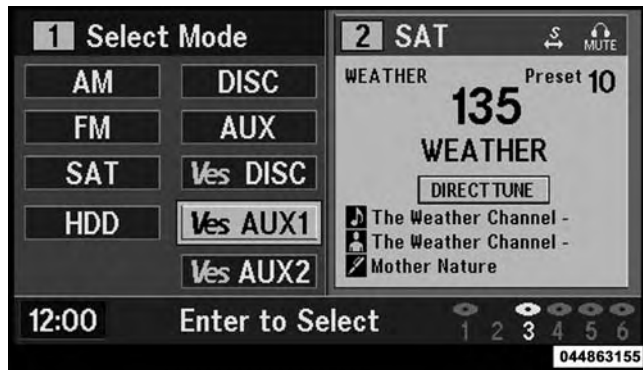 1 Select Mode
AM
DISC
FM
AUX
SAT
Ves DISC
HDD
Ves AUX1
Ves AUX2
2 SAT
S
MUTE
WEATHER
Preset 10
135
WEATHER
DIRECT TUNE
The Weather Channel -
The Weather Channel -
Mother Nature
12:00
Enter to Select
1 2 3 4 5 6
044863155